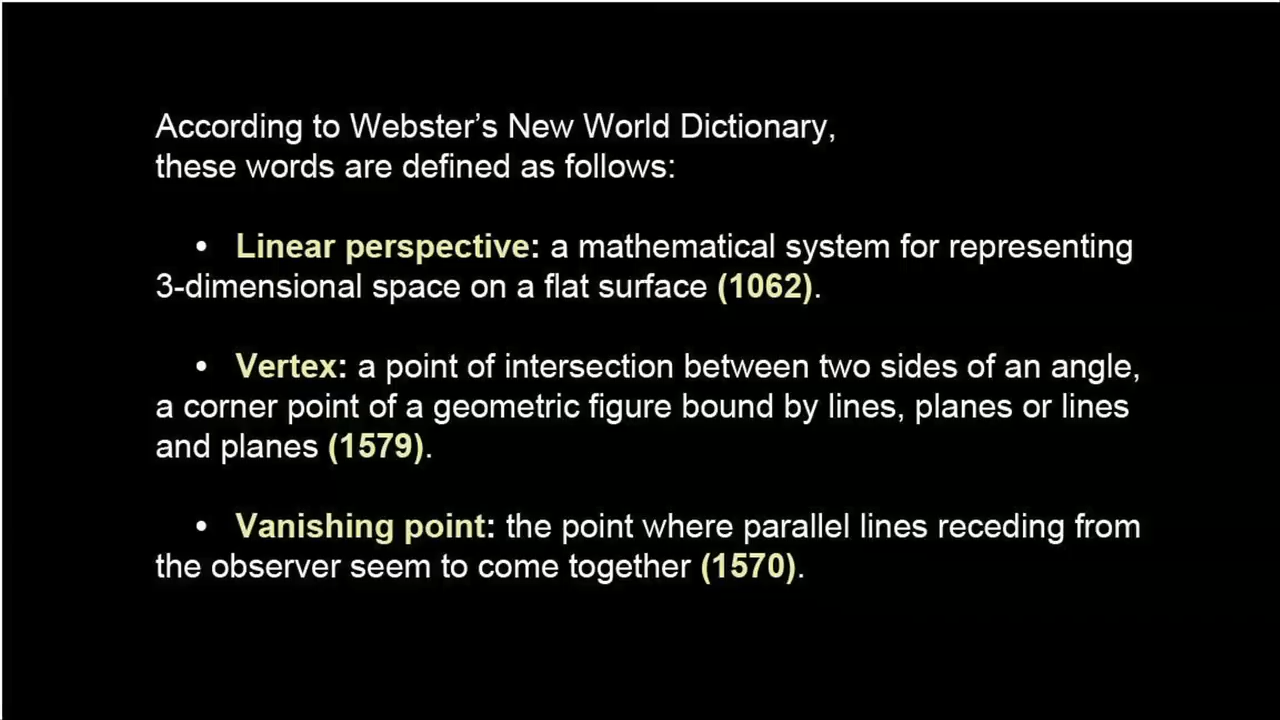 According to Webster’s New World Dictionary,
these words are defined as follows:
• Linear perspective: a mathematical system for representing
3-dimensional space on a flat surface (1062).
• Vertex: a point of intersection between two sides of an angle,
a corner point of a geometric figure bound by lines, planes or lines
and planes (1579).
• Vanishing point: the point where parallel lines receding from
the observer seem to come together (1570).